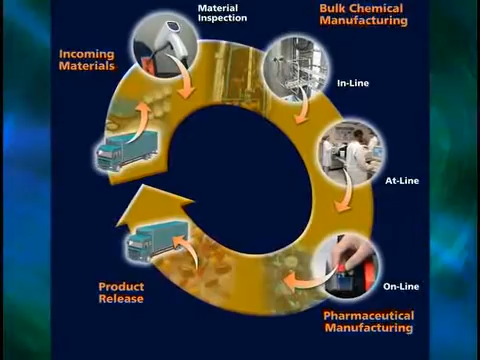 Material
Inspection
Bulk Chemical
Manufacturing
Incoming
Materials
In-Line
At-Line
On-Line
Product
Release
Pharmaceutical
Manufacturing